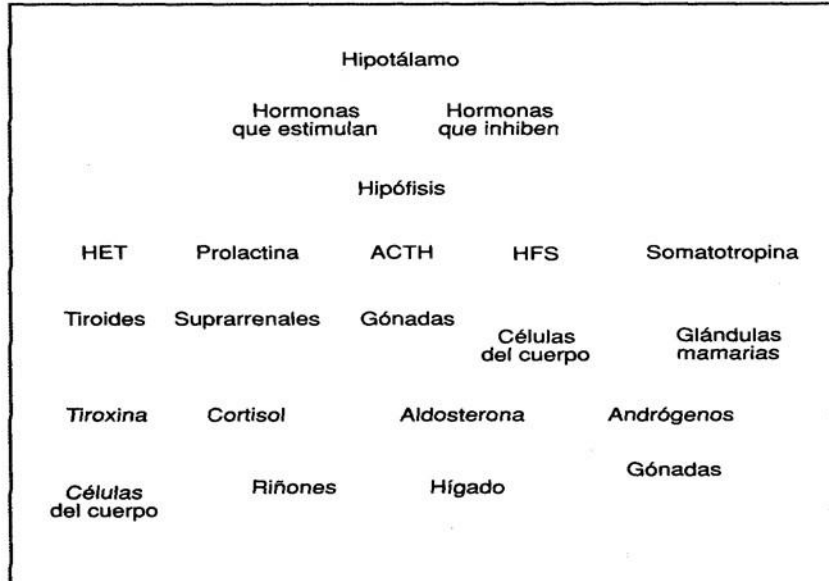 Hipotálamo
Hormonas
que estimulan
Hormonas
que inhiben
Hipófisis
HET Prolactina ACTH HFS Somatotropina
Tiroides Suprarrenales Gónadas
Células
del cuerpo
Glándulas
mamarias
Tiroxina Cortisol Aldosterona Andrógenos
Células
del cuerpo
Riñones Hígado
Gónadas